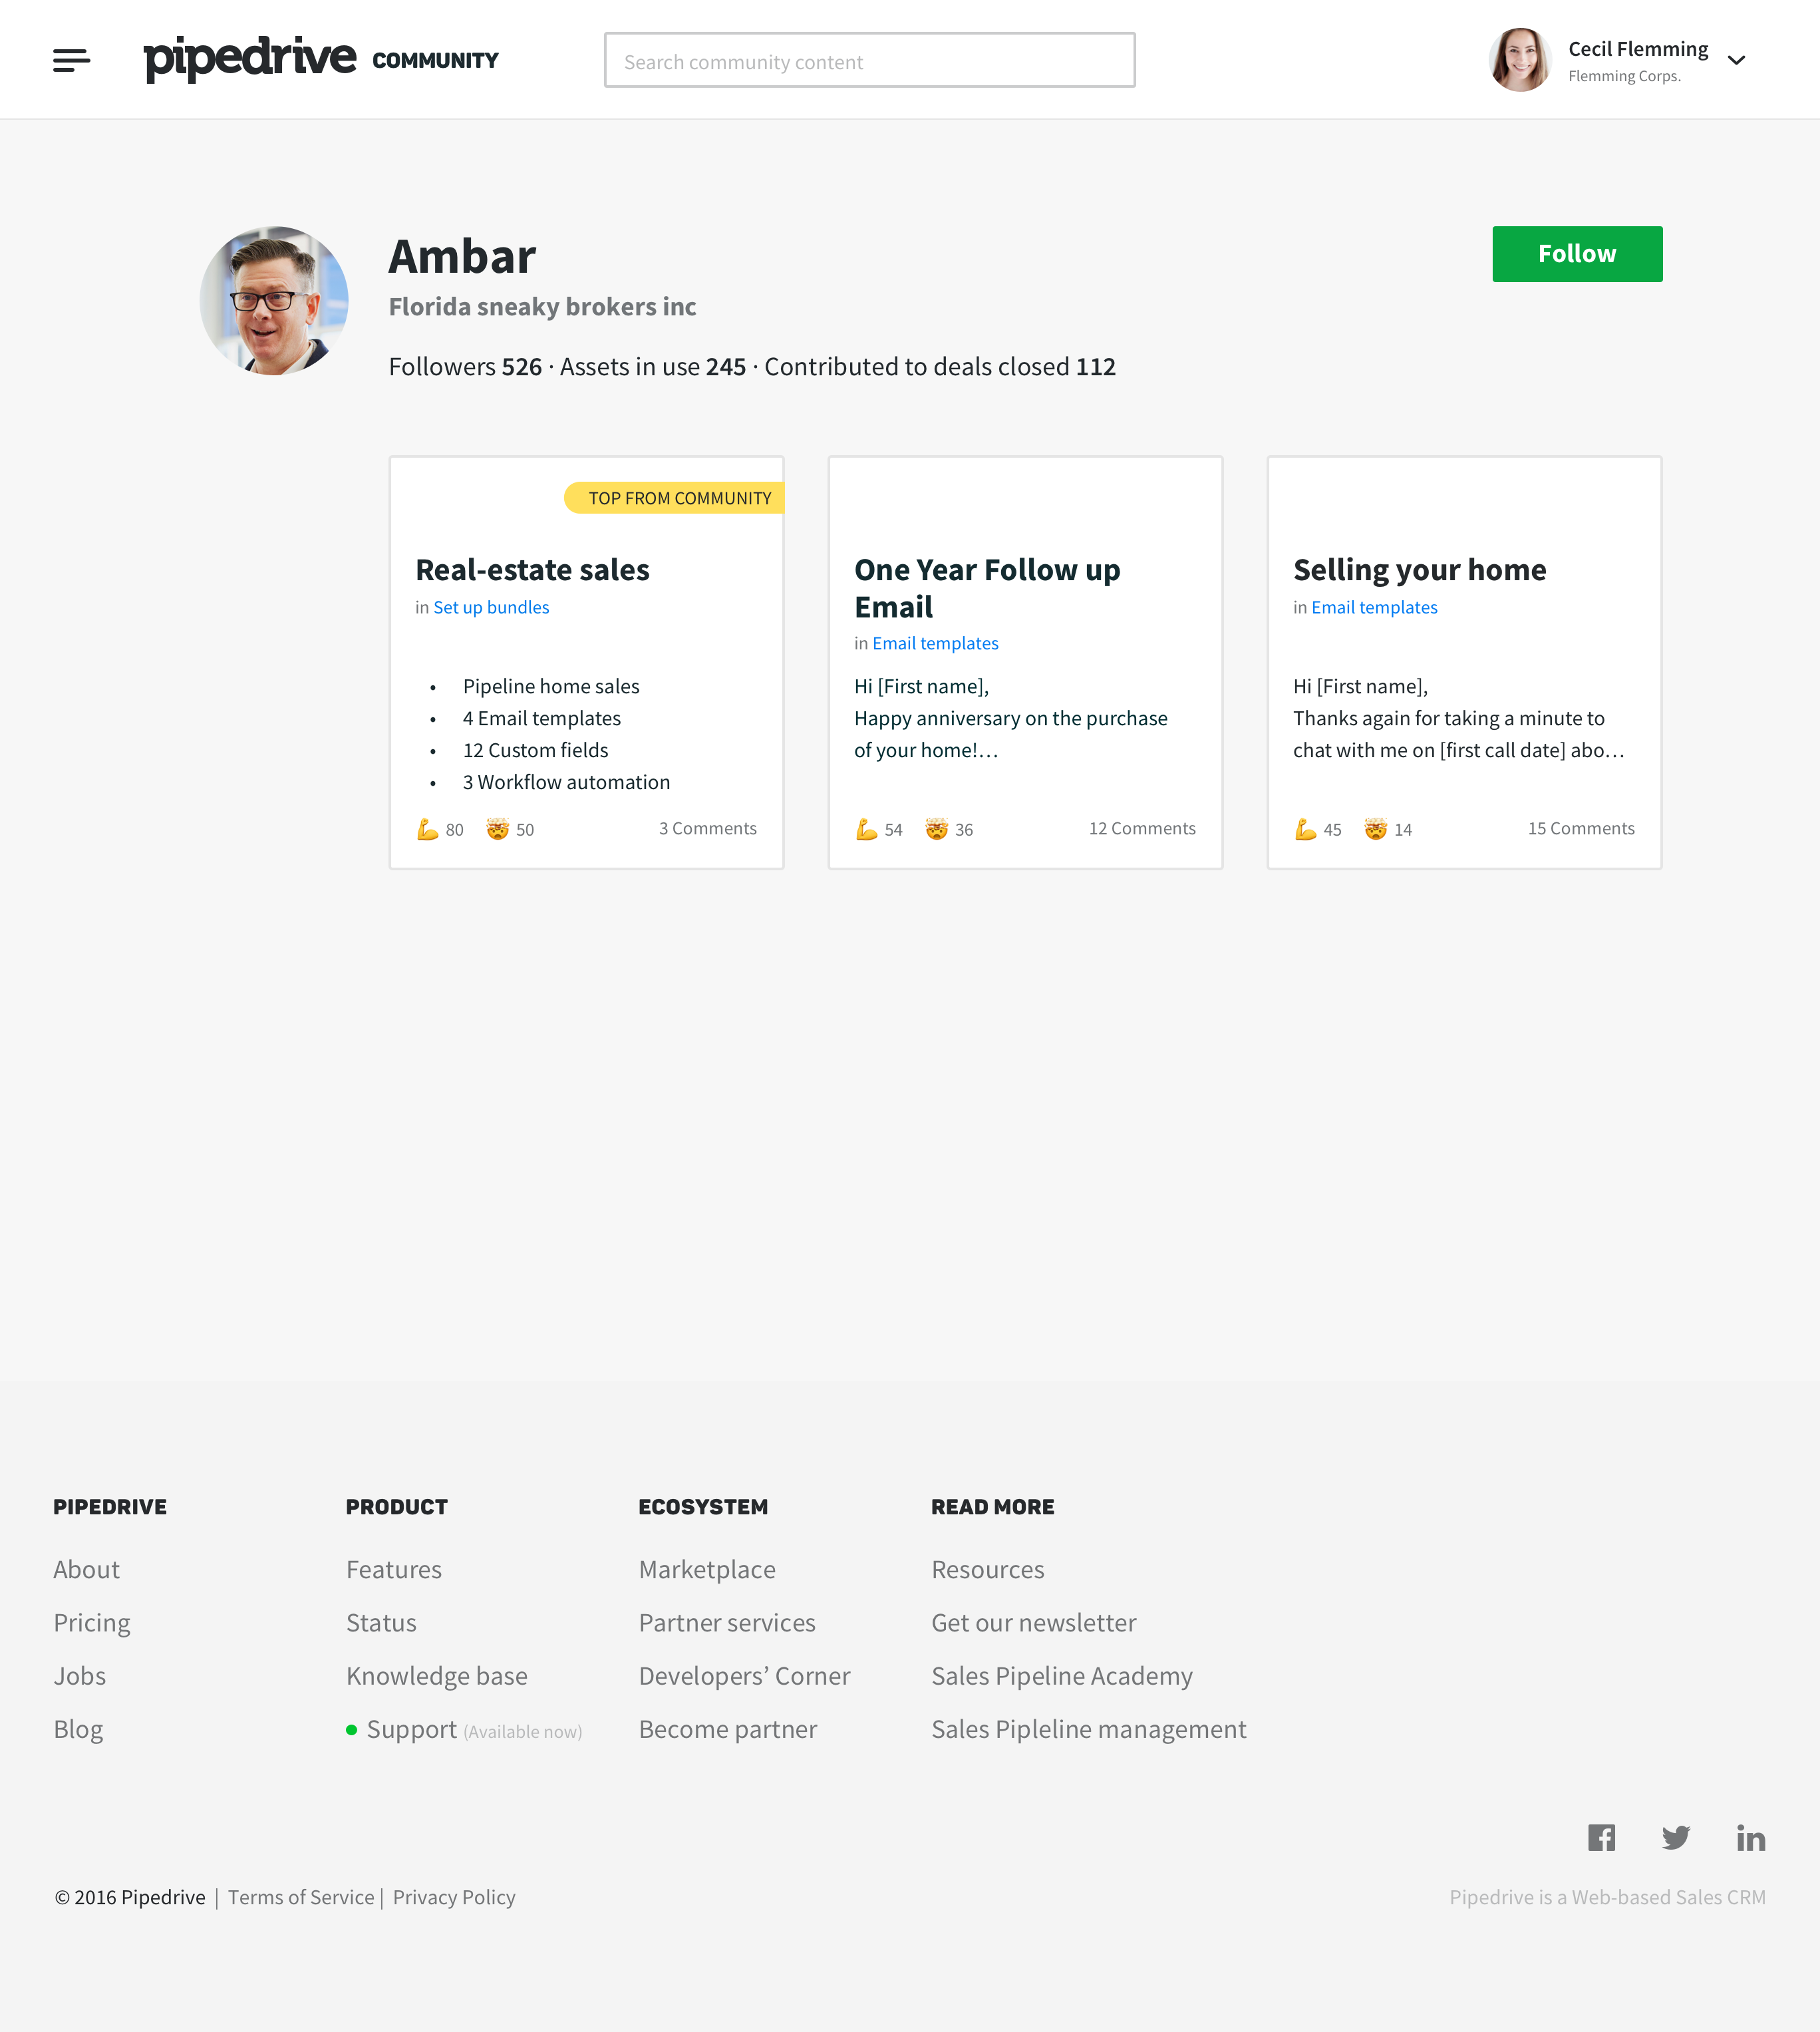 pipedrive COMMUNITY
Search community content
Cecil Flemming
Flemming Corps.
Ambar
Florida sneaky brokers inc
Followers 526 · Assets in use 245 · Contributed to deals closed 112
Follow
TOP FROM COMMUNITY
Real-estate sales
in Set up bundles
• Pipeline home sales
• 4 Email templates
• 12 Custom fields
• 3 Workflow automation
80 50 3 Comments
One Year Follow up
Email
in Email templates
Hi [First name],
Happy anniversary on the purchase
of your home!…
54 36 12 Comments
Selling your home
in Email templates
Hi [First name],
Thanks again for taking a minute to
chat with me on [first call date] abo…
45 14 15 Comments
PIPEDRIVE
About
Pricing
Jobs
Blog
PRODUCT
Features
Status
Knowledge base
Support (Available now)
ECOSYSTEM
Marketplace
Partner services
Developers’ Corner
Become partner
READ MORE
Resources
Get our newsletter
Sales Pipeline Academy
Sales Pipleline management
© 2016 Pipedrive | Terms of Service | Privacy Policy
Pipedrive is a Web-based Sales CRM